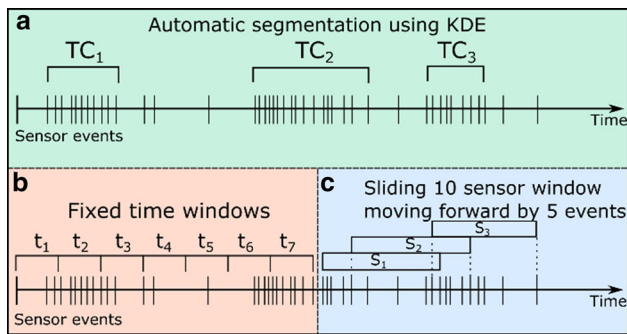 a
Automatic segmentation using KDE
TC₁ TC₂ TC₃
Sensor events
Time
b
Fixed time windows
t₁ t₂ t₃ t₄ t₅ t₆ t₇
Sensor events
c
Sliding 10 sensor window
moving forward by 5 events
S₃
S₂
S₁
Time